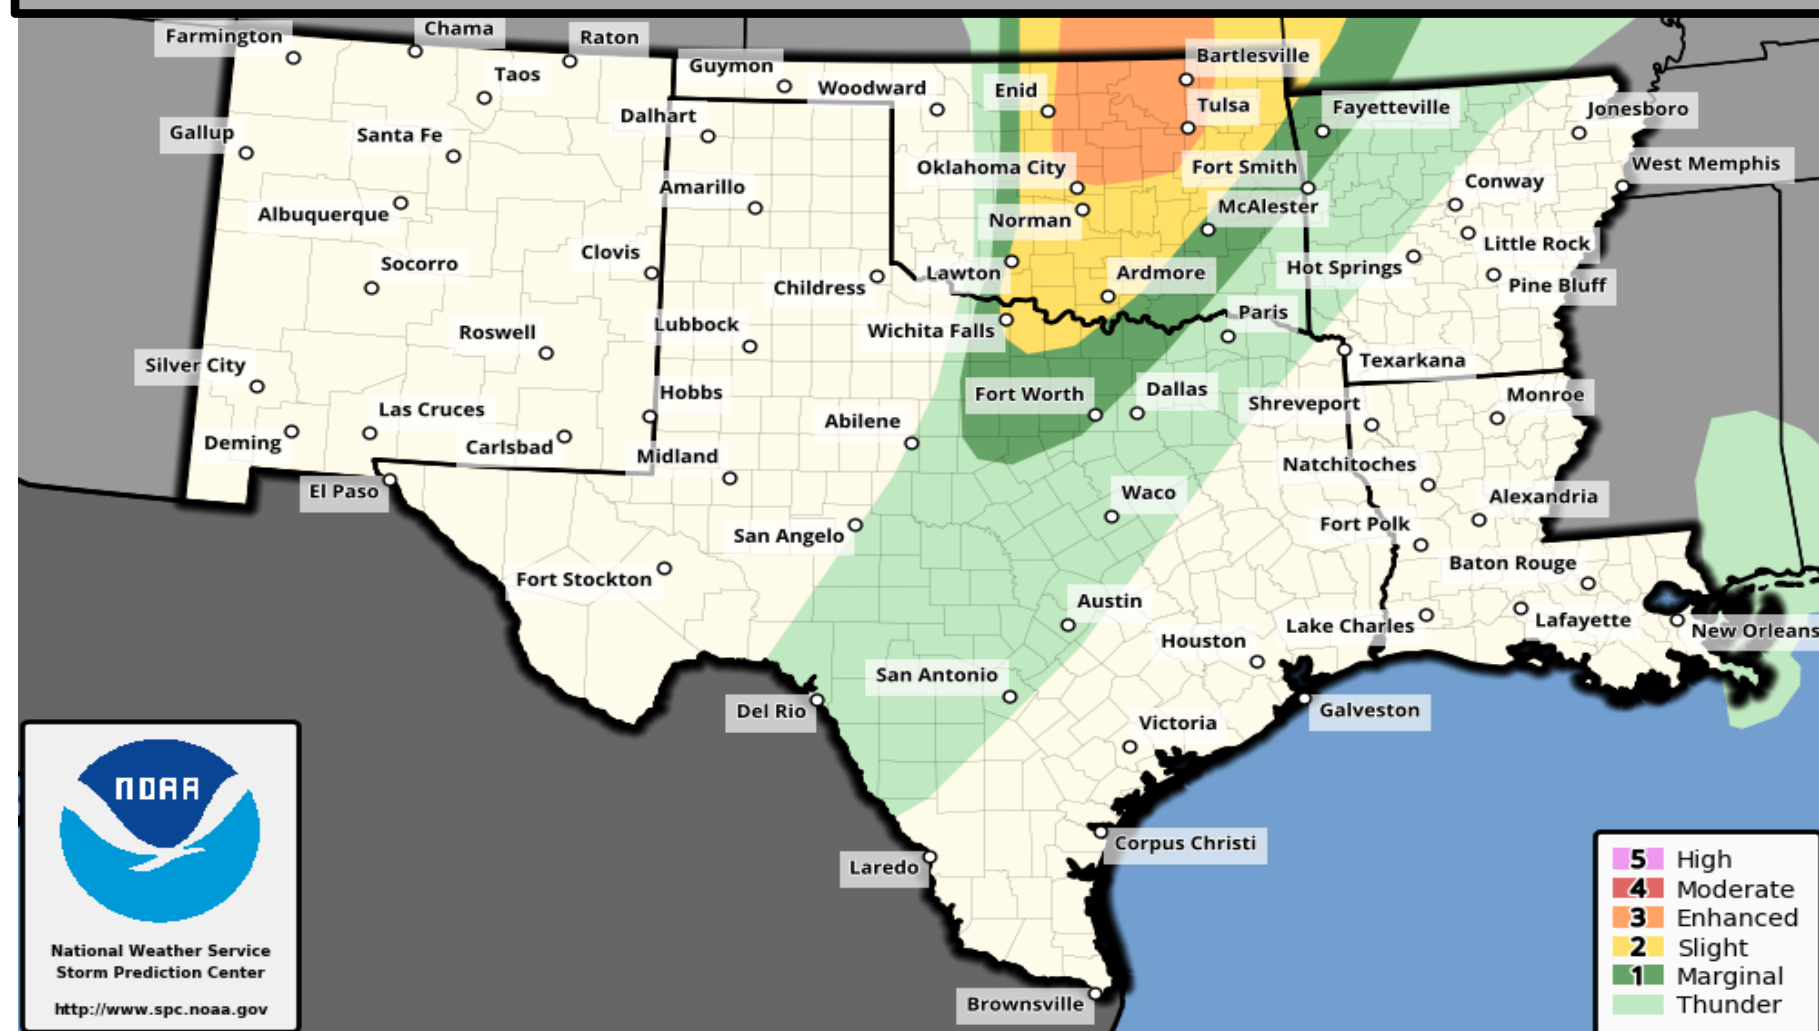 Farmington
Chama
Raton
Taos
Guymon
Woodward
Enid
Bartlesville
Tulsa
Fayetteville
Jonesboro
Gallup
Santa Fe
Dalhart
West Memphis
Oklahoma City
Fort Smith
Conway
Amarillo
Albuquerque
Norman
McAlester
Little Rock
Clovis
Socorro
Childress
Lawton
Ardmore
Hot Springs
Pine Bluff
Roswell
Lubbock
Wichita Falls
Paris
Silver City
Texarkana
Hobbs
Fort Worth
Dallas
Shreveport
Monroe
Las Cruces
Abilene
Deming
Carlsbad
Midland
Natchitoches
El Paso
Waco
Alexandria
San Angelo
Fort Polk
Fort Stockton
Baton Rouge
Austin
Lake Charles
Lafayette
New Orleans
Houston
San Antonio
Del Rio
Galveston
Victoria
Corpus Christi
Laredo
Brownsville
NOAA
National Weather Service
Storm Prediction Center
http://www.spc.noaa.gov
5 High
4 Moderate
3 Enhanced
2 Slight
1 Marginal
Thunder